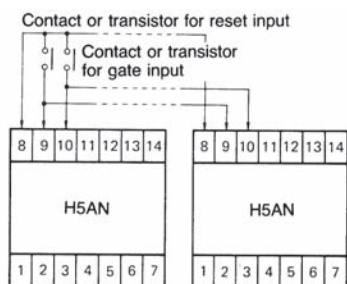 Contact or transistor for reset input
Contact or transistor
for gate input
8 9 10 11 12 13 14
H5AN
1 2 3 4 5 6 7
8 9 10 11 12 13 14
H5AN
1 2 3 4 5 6 7